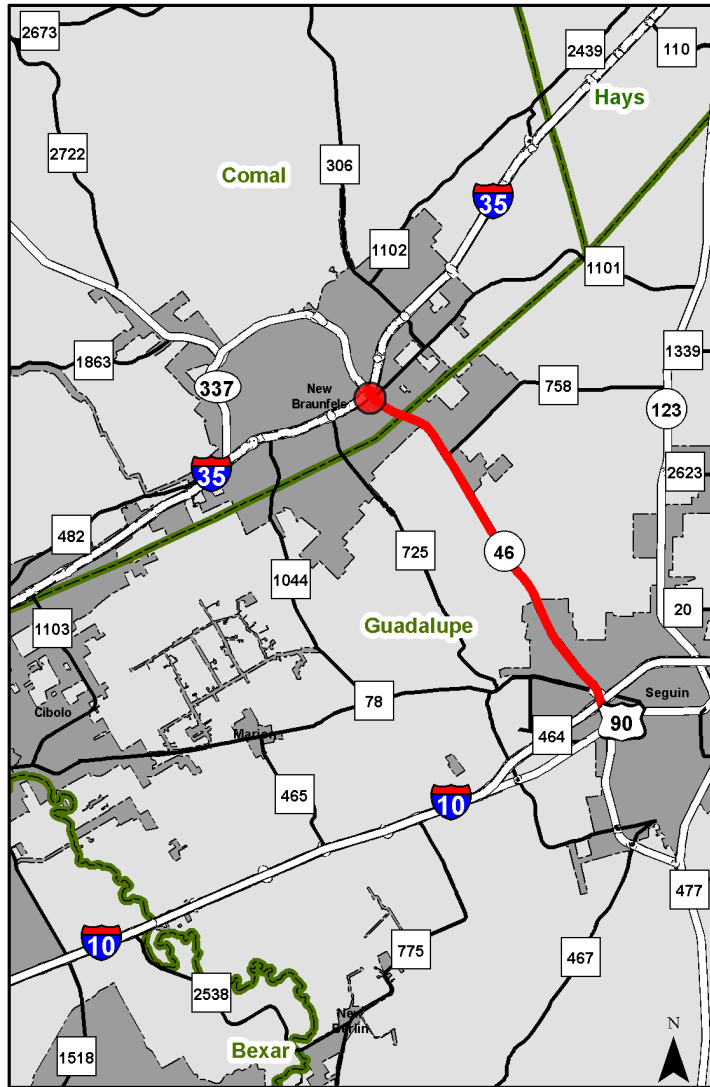 2673
2439
110
Hays
2722
306
Comal
35
1102
1101
1863
337
New
Braunfels
758
1339
123
35
2623
482
725
46
1044
20
1103
Guadalupe
Cibolo
78
Seguin
Marion
464
90
465
10
10
477
775
467
2538
New
Berlin
N
Bexar
1518